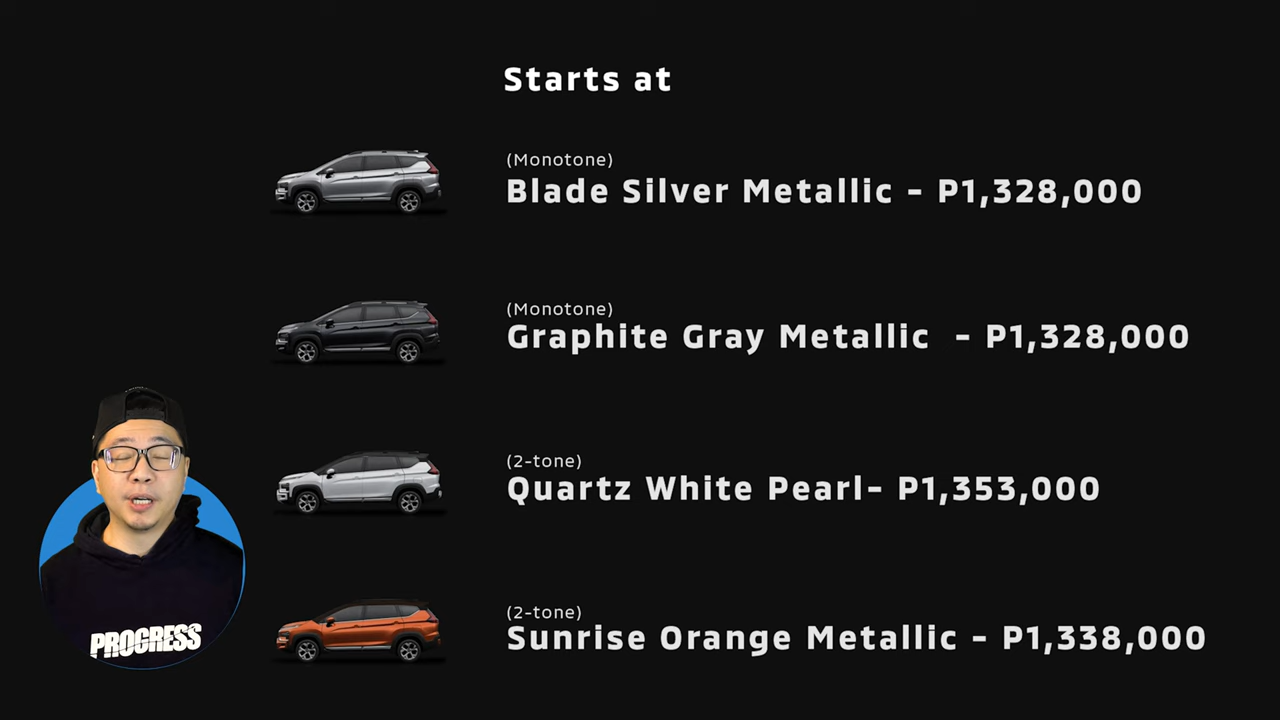 Starts at
(Monotone)
Blade Silver Metallic - P1,328,000
(Monotone)
Graphite Gray Metallic - P1,328,000
(2-tone)
Quartz White Pearl- P1,353,000
(2-tone)
Sunrise Orange Metallic - P1,338,000
PROGRESS